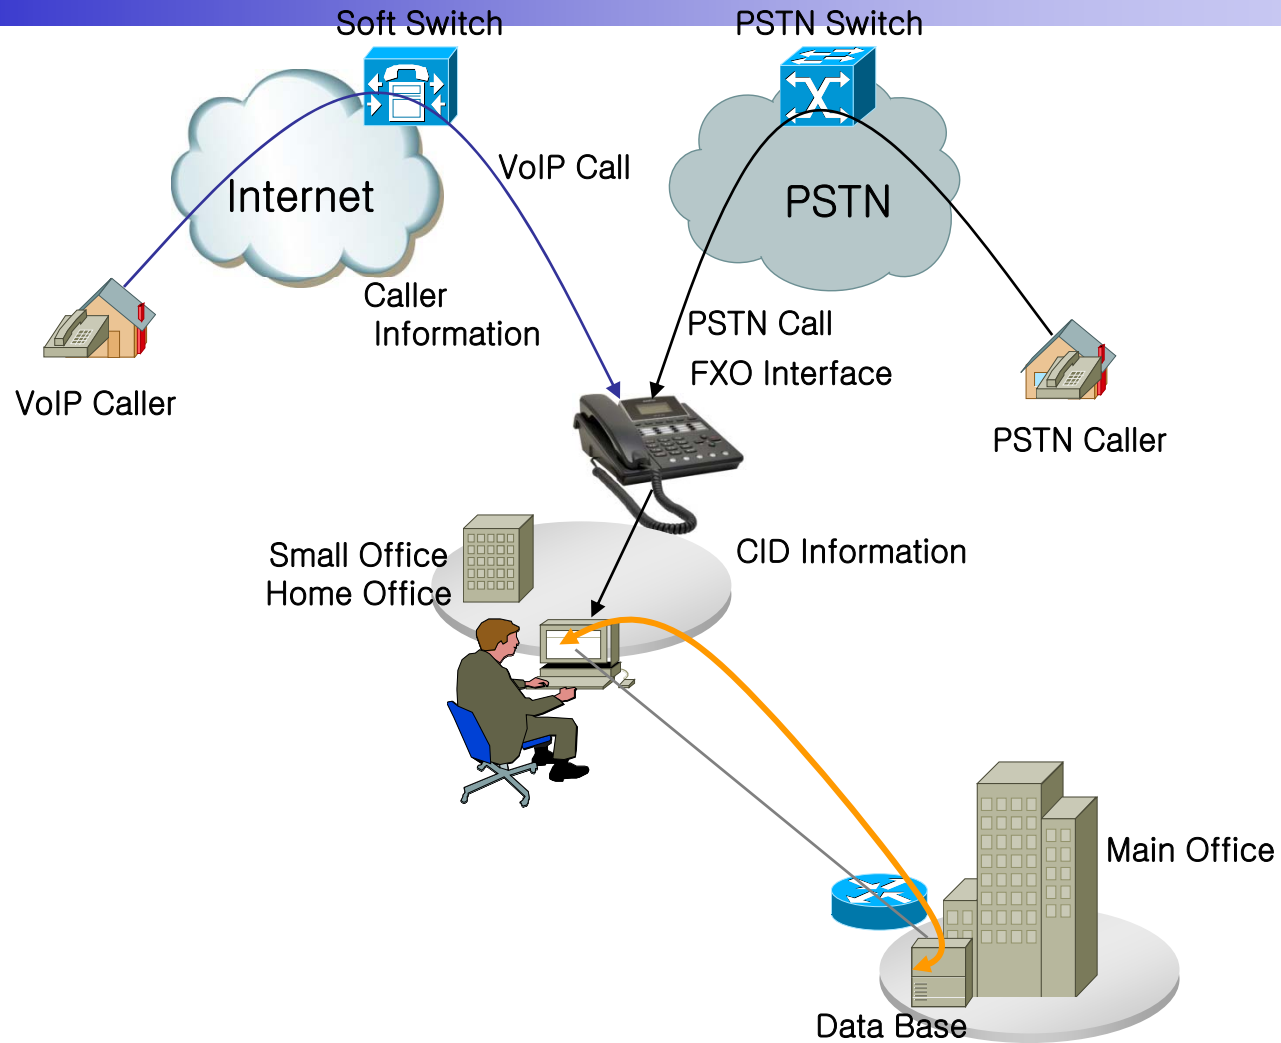 Soft Switch
PSTN Switch
Internet
VoIP Call
PSTN
Caller
Information
PSTN Call
FXO Interface
VoIP Caller
PSTN Caller
Small Office
Home Office
CID Information
Main Office
Data Base